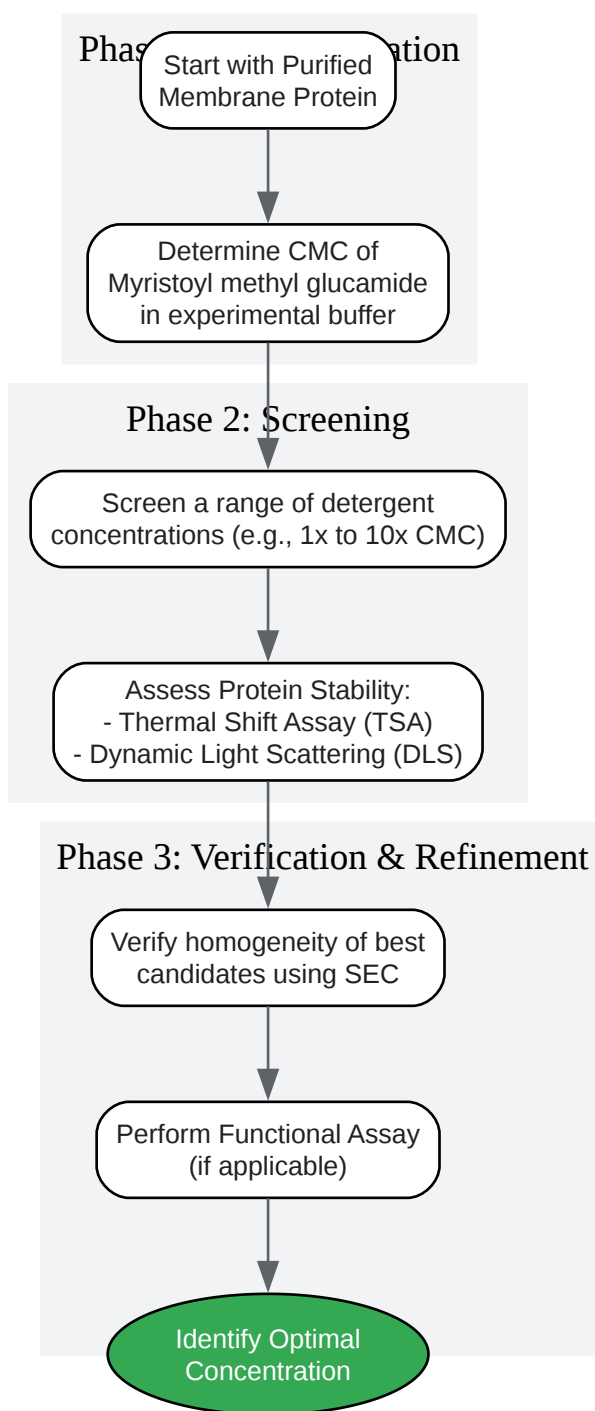 Phas ation
Start with Purified
Membrane Protein
Determine CMC of
Myristoyl methyl glucamide
in experimental buffer
Phase 2: Screening
Screen a range of detergent
concentrations (e.g., 1x to 10x CMC)
Assess Protein Stability:
- Thermal Shift Assay (TSA)
- Dynamic Light Scattering (DLS)
Phase 3: Verification & Refinement
Verify homogeneity of best
candidates using SEC
Perform Functional Assay
(if applicable)
Identify Optimal
Concentration